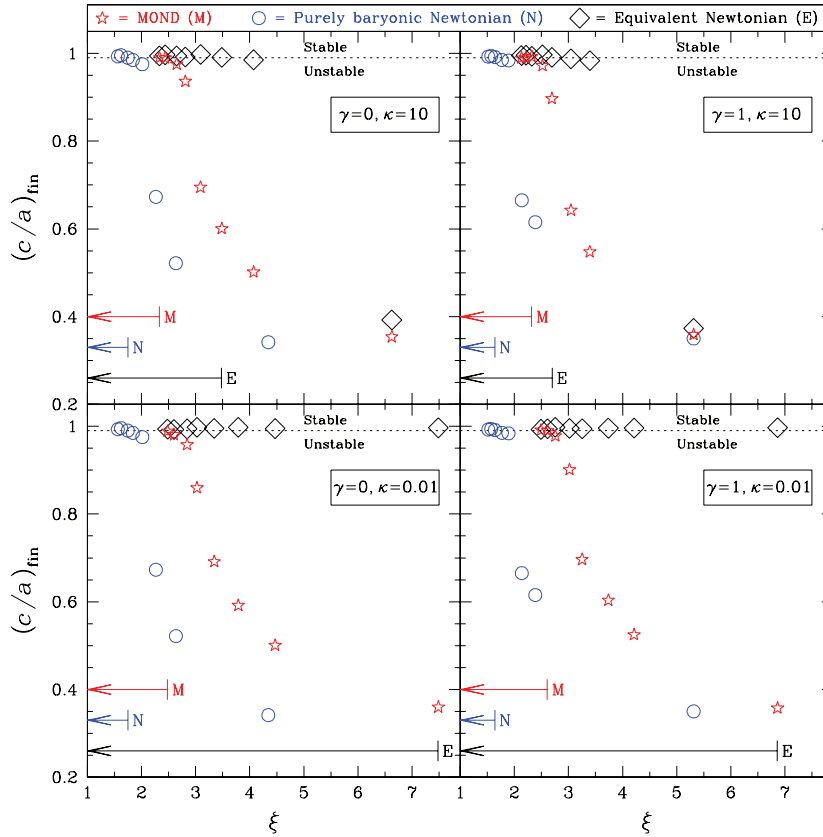 = MOND (M) = Purely baryonic Newtonian (N) = Equivalent Newtonian (E)
Stable Stable
Unstable Unstable
γ=0, κ=10 γ=1, κ=10
1
0.8
0.6
0.4
(c/a)fin
M M
N N
E E
0.2
Stable Stable
Unstable Unstable
γ=0, κ=0.01 γ=1, κ=0.01
1
0.8
0.6
0.4
0.2
(c/a)fin
M M
N N
E E
1 2 3 4 5 6 7 1 2 3 4 5 6 7
ξ ξ